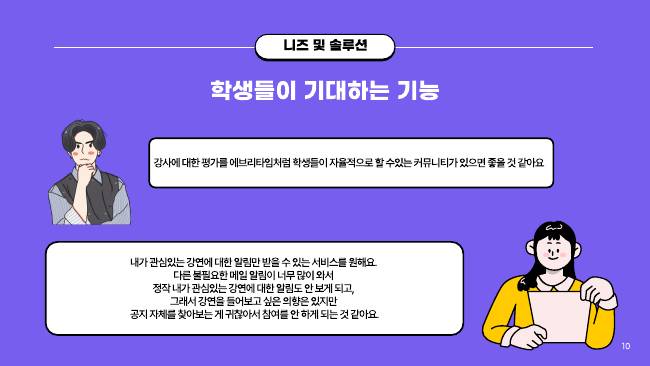 니즈 및 솔루션
학생들이 기대하는 기능
강사에 대한 평가를 에브리타임처럼 학생들이 자율적으로 할 수있는 커뮤니티가 있으면 좋을 것 같아요
내가 관심있는 강연에 대한 알림만 받을 수 있는 서비스를 원해요.
다른 불필요한 메일 알림이 너무 많이 와서
정작 내가 관심있는 강연에 대한 알림도 안 보게 되고,
그래서 강연을 들어보고 싶은 의향은 있지만
공지 자체를 찾아보는 게 귀찮아서 참여를 안 하게 되는 것 같아요.
10